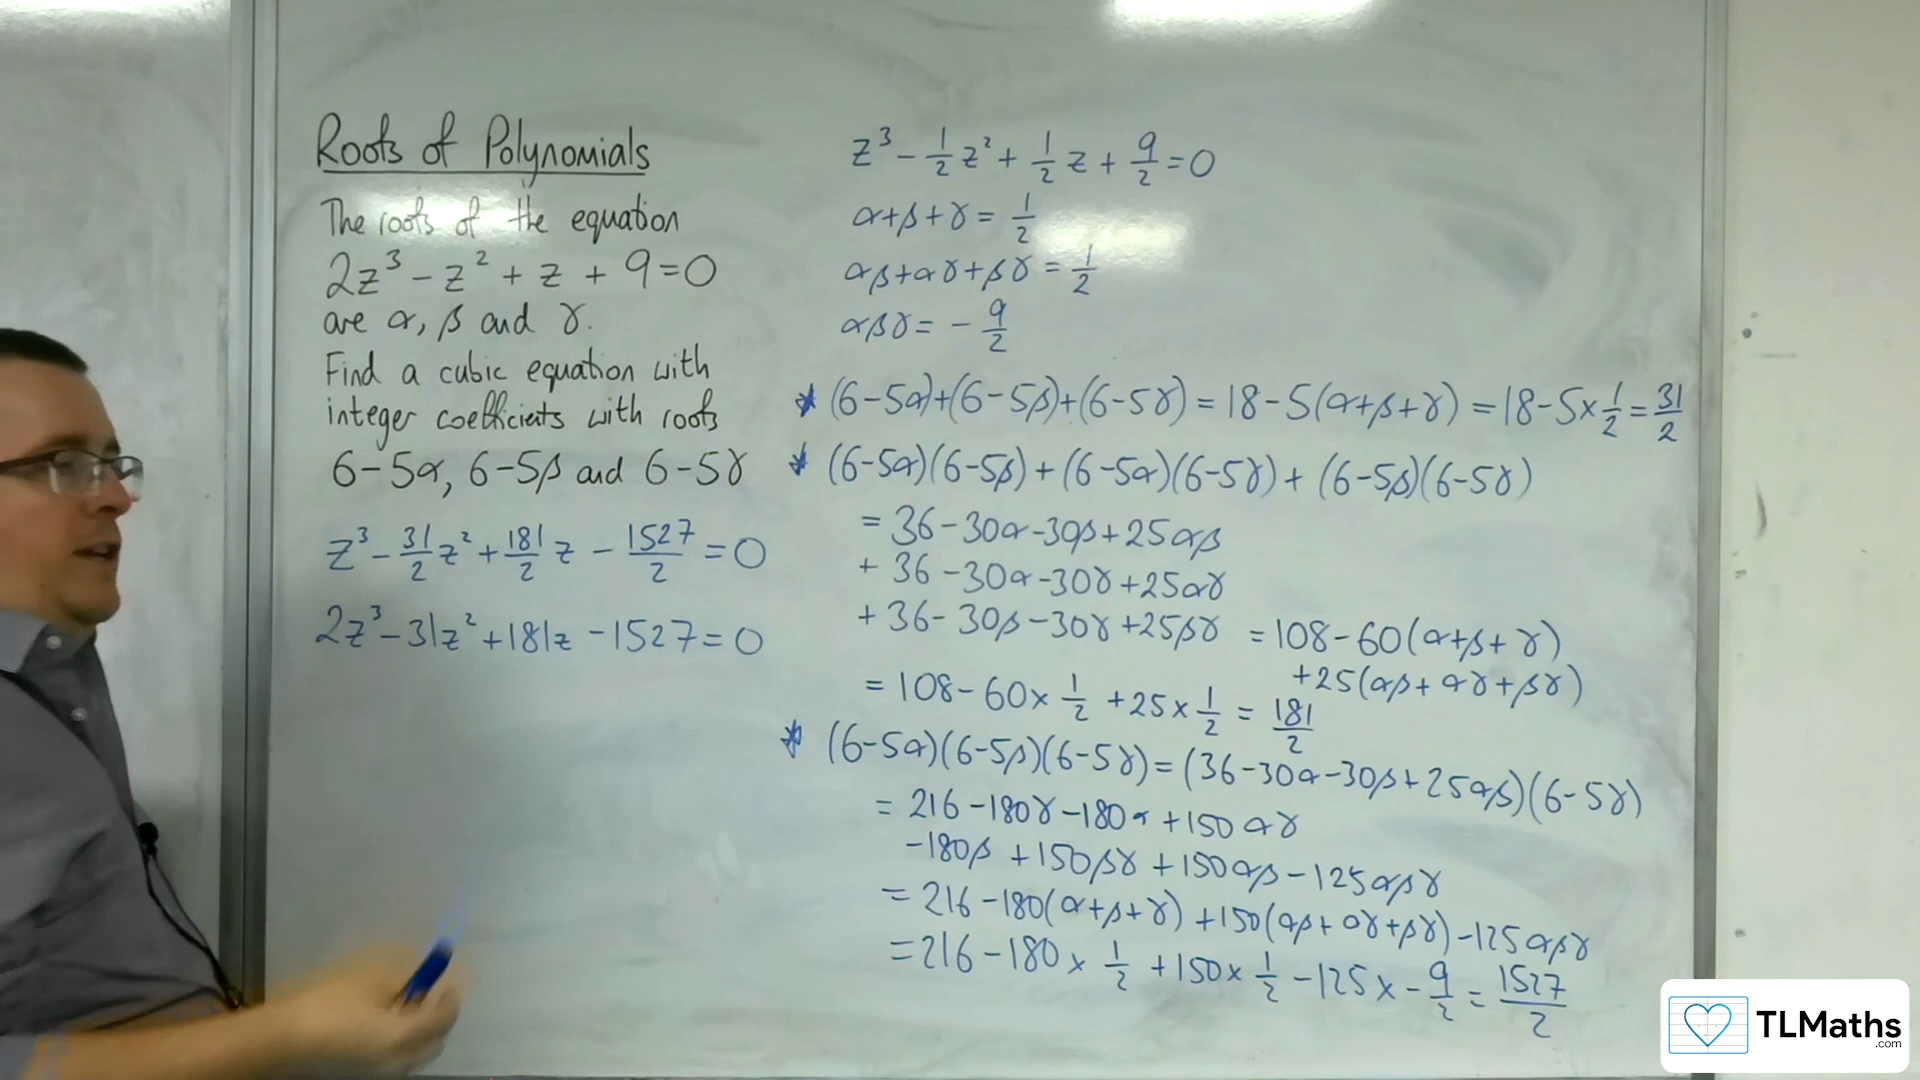 Roots of Polynomials
The roots of the equation
2z³ - z² + z + 9 = 0
are α, β and γ.
Find a cubic equation with
integer coefficients with roots
6-5α, 6-5β and 6-5γ
z³ - 31/2 z² + 181/2 z - 1527/2 = 0
2z³ - 31z² + 181z - 1527 = 0
z³ - 1/2 z² + 1/2 z + 9/2 = 0
α+β+γ = 1/2
αβ+αγ+βγ = 1/2
αβγ = - 9/2
* (6-5α)+(6-5β)+(6-5γ) = 18-5(α+β+γ) = 18-5×1/2 = 31/2
* (6-5α)(6-5β) + (6-5α)(6-5γ) + (6-5β)(6-5γ)
= 36-30α-30β+25αβ
+ 36-30α-30γ+25αγ
+ 36-30β-30γ+25βγ = 108-60(α+β+γ)
+25(αβ+αγ+βγ)
= 108-60×1/2 +25×1/2 = 181/2
* (6-5α)(6-5β)(6-5γ) = (36-30α-30β+25αβ)(6-5γ)
= 216-180γ-180α+150αγ
-180β+150βγ+150αβ-125αβγ
= 216-180(α+β+γ)+150(αβ+αγ+βγ)-125αβγ
= 216-180×1/2 +150×1/2 -125×-9/2 = 1527/2
TLMaths
.com